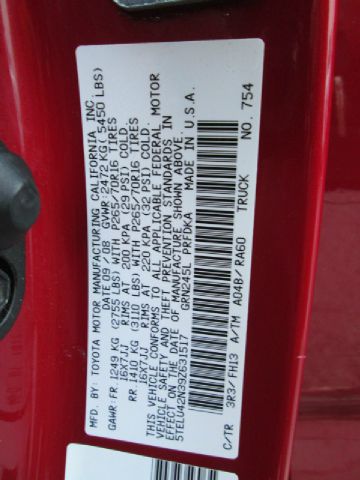 MFD. BY: TOYOTA MOTOR MANUFACTURING CALIFORNIA INC.
DATE 09/08 GVWR:2472 KG(5450 LBS)
GAWR:FR 1249 KG (2755 LBS) WITH P265/70R16 TIRES
16X7JJ RIMS AT 200 KPA (29 PSI) COLD.
RR 1410 KG (3110 LBS) WITH P265/70R16 TIRES
16X7JJ RIMS AT 220 KPA (32 PSI) COLD.
THIS VEHICLE CONFORMS TO ALL APPLICABLE FEDERAL MOTOR
VEHICLE SAFETY AND THEFT PREVENTION STANDARDS IN
EFFECT ON THE DATE OF MANUFACTURE SHOWN ABOVE.
5TELU42N39Z631517 GRN245L PRFDKA MADE IN U.S.A.
TRUCK
C/TR 3R3/FH13 A/TM A04B/RA60 NO. 754